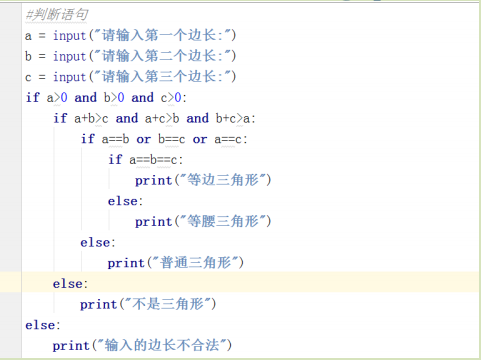 #判断语句
a = input("请输入第一个边长:")
b = input("请输入第二个边长:")
c = input("请输入第三个边长:")
if a>0 and b>0 and c>0:
    if a+b>c and a+c>b and b+c>a:
        if a==b or b==c or a==c:
            if a==b==c:
                print("等边三角形")
            else:
                print("等腰三角形")
        else:
            print("普通三角形")
    else:
        print("不是三角形")
else:
    print("输入的边长不合法")